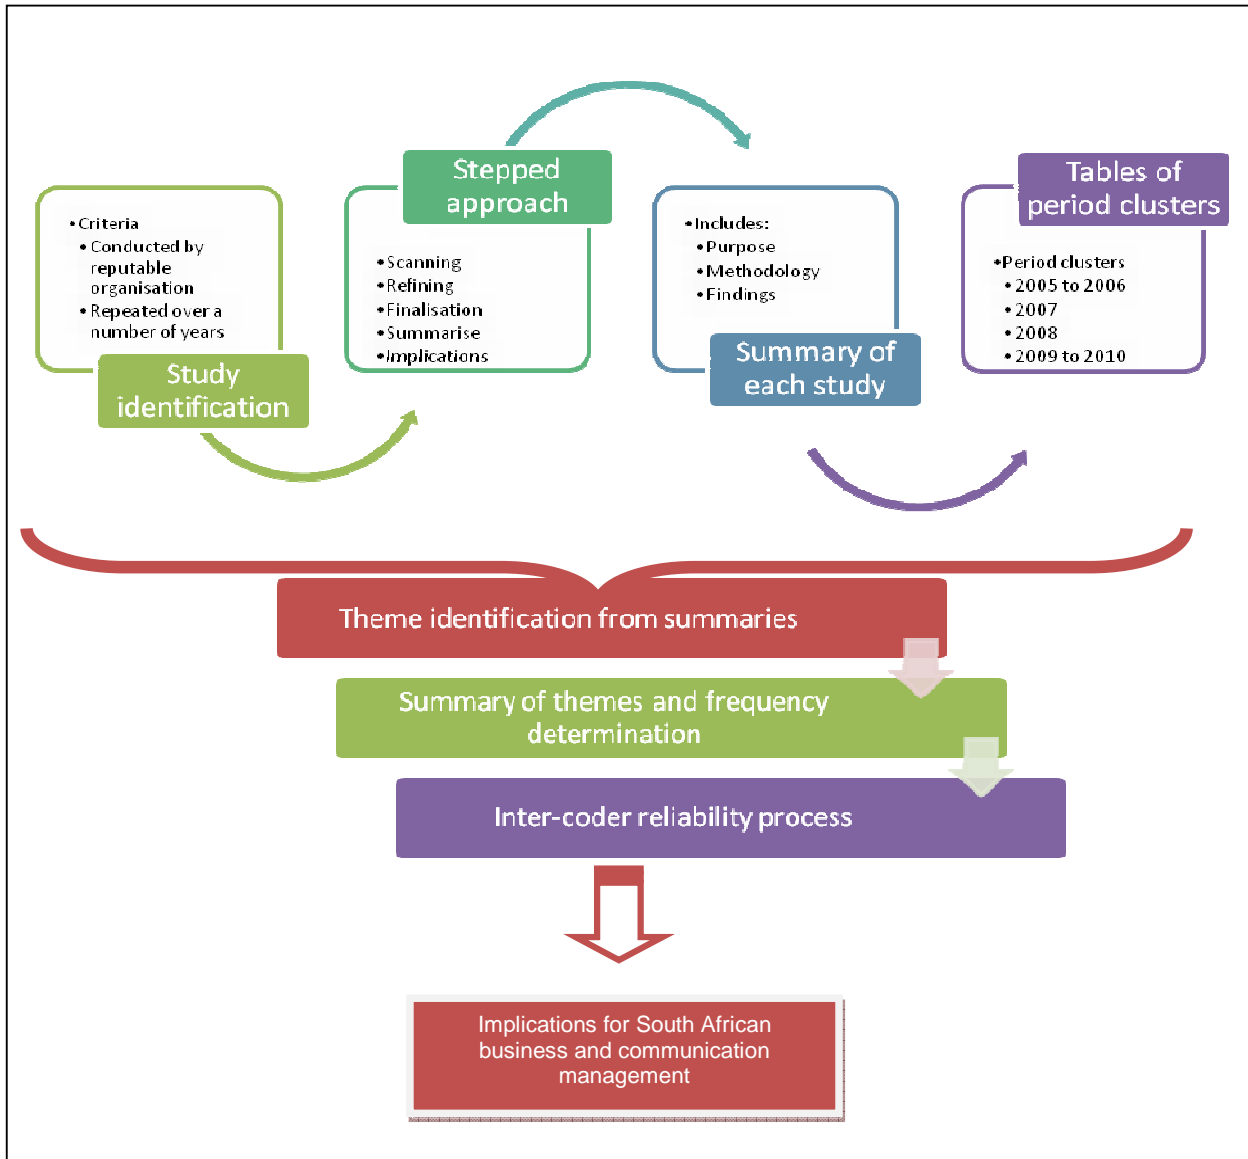 • Criteria
• Conducted by
reputable
organisation
• Repeated over a
number of years
Study
identification
Stepped
approach
• Scanning
• Refining
• Finalisation
• Summarise
• Implications
• Includes:
• Purpose
• Methodology
• Findings
Summary of
each study
Tables of
period clusters
• Period clusters
• 2005 to 2006
• 2007
• 2008
• 2009 to 2010
Theme identification from summaries
Summary of themes and frequency
determination
Inter-coder reliability process
Implications for South African
business and communication
management